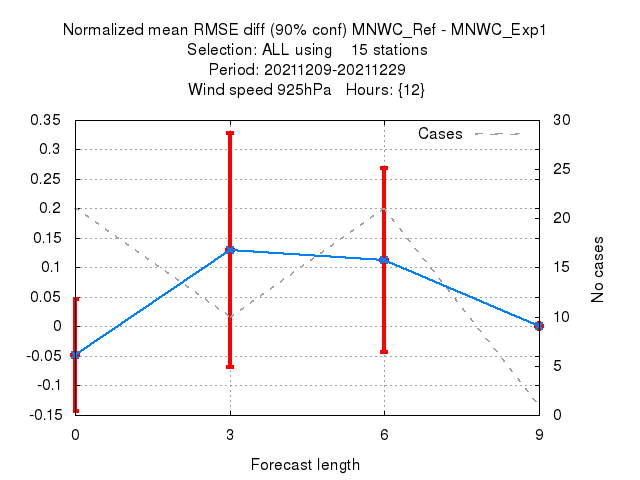 Normalized mean RMSE diff (90% conf) MNWC_Ref - MNWC_Exp1
Selection: ALL using 15 stations
Period: 20211209-20211229
Wind speed 925hPa Hours: {12}
Cases
0.35
0.3
0.25
0.2
0.15
0.1
0.05
0
-0.05
-0.1
-0.15
30
25
20
15
10
5
0
No cases
0 3 6 9
Forecast length